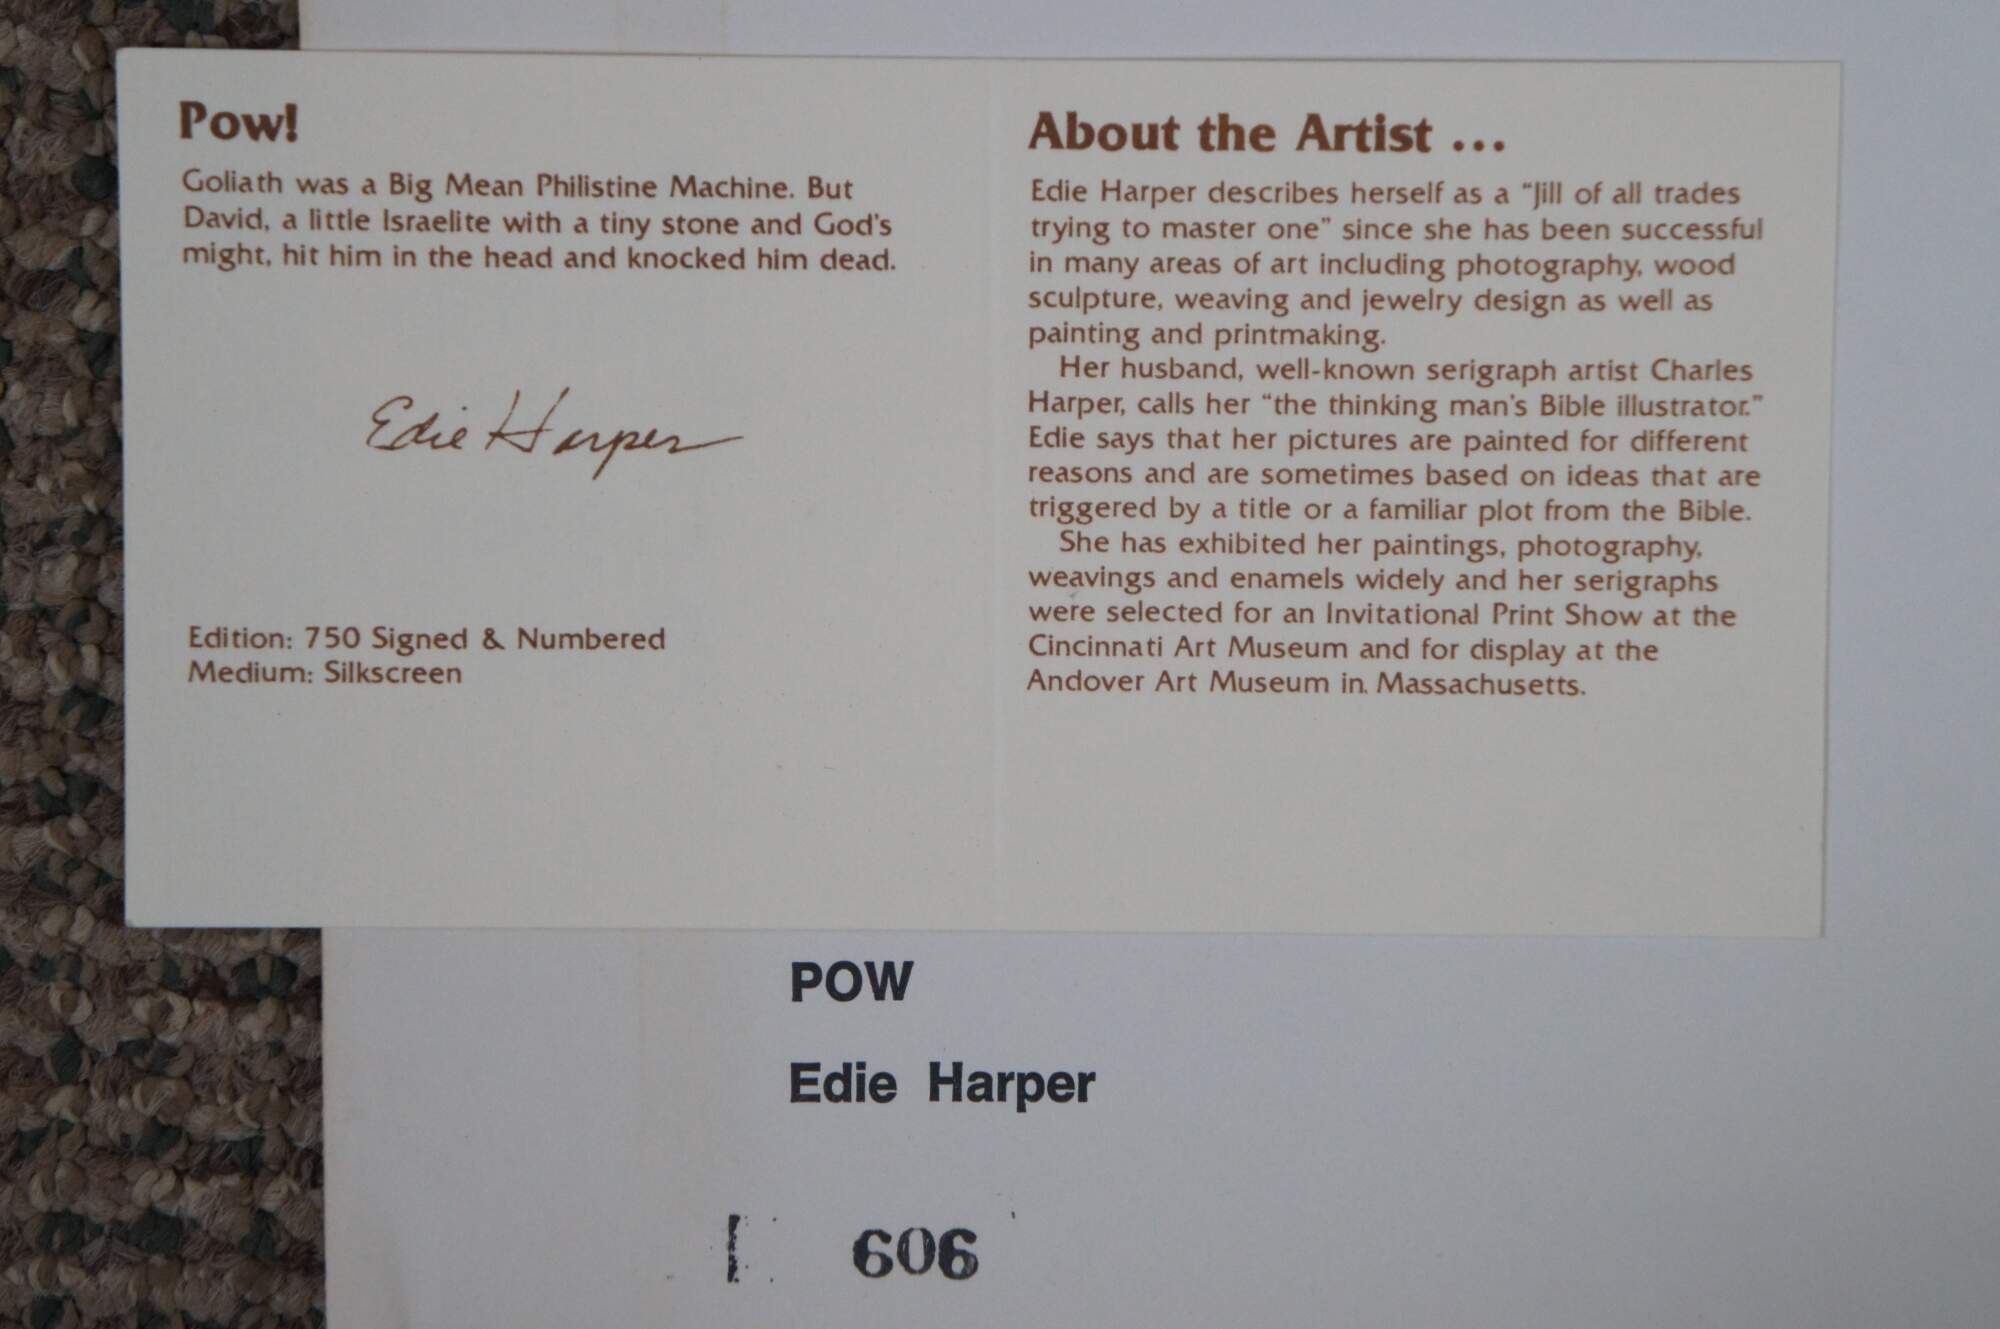 Pow!
Goliath was a Big Mean Philistine Machine. But
David, a little Israelite with a tiny stone and God's
might, hit him in the head and knocked him dead.
Edie Harper
Edition: 750 Signed & Numbered
Medium: Silkscreen
About the Artist ...
Edie Harper describes herself as a “Jill of all trades
trying to master one” since she has been successful
in many areas of art including photography, wood
sculpture, weaving and jewelry design as well as
painting and printmaking.
Her husband, well-known serigraph artist Charles
Harper, calls her “the thinking man's Bible illustrator.”
Edie says that her pictures are painted for different
reasons and are sometimes based on ideas that are
triggered by a title or a familiar plot from the Bible.
She has exhibited her paintings, photography,
weavings and enamels widely and her serigraphs
were selected for an Invitational Print Show at the
Cincinnati Art Museum and for display at the
Andover Art Museum in Massachusetts.
POW
Edie Harper
606